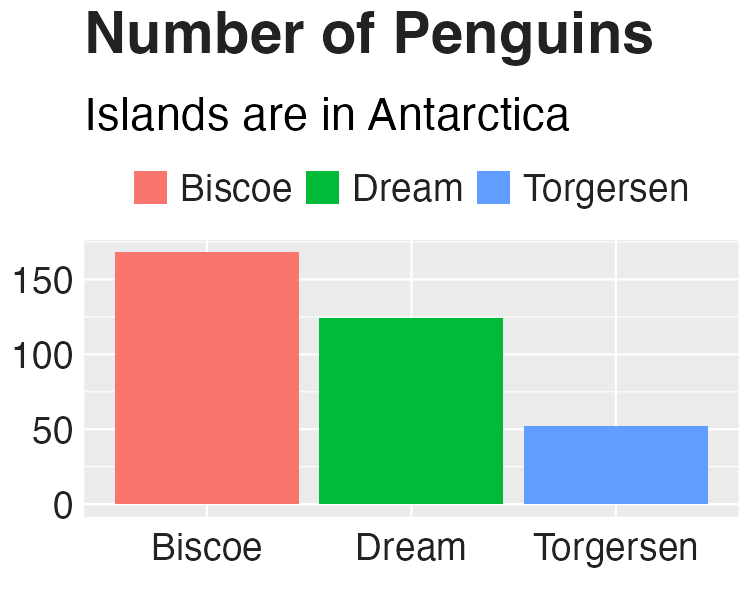 Number of Penguins
Islands are in Antarctica
Biscoe Dream Torgersen
150
100
50
0
Biscoe Dream Torgersen